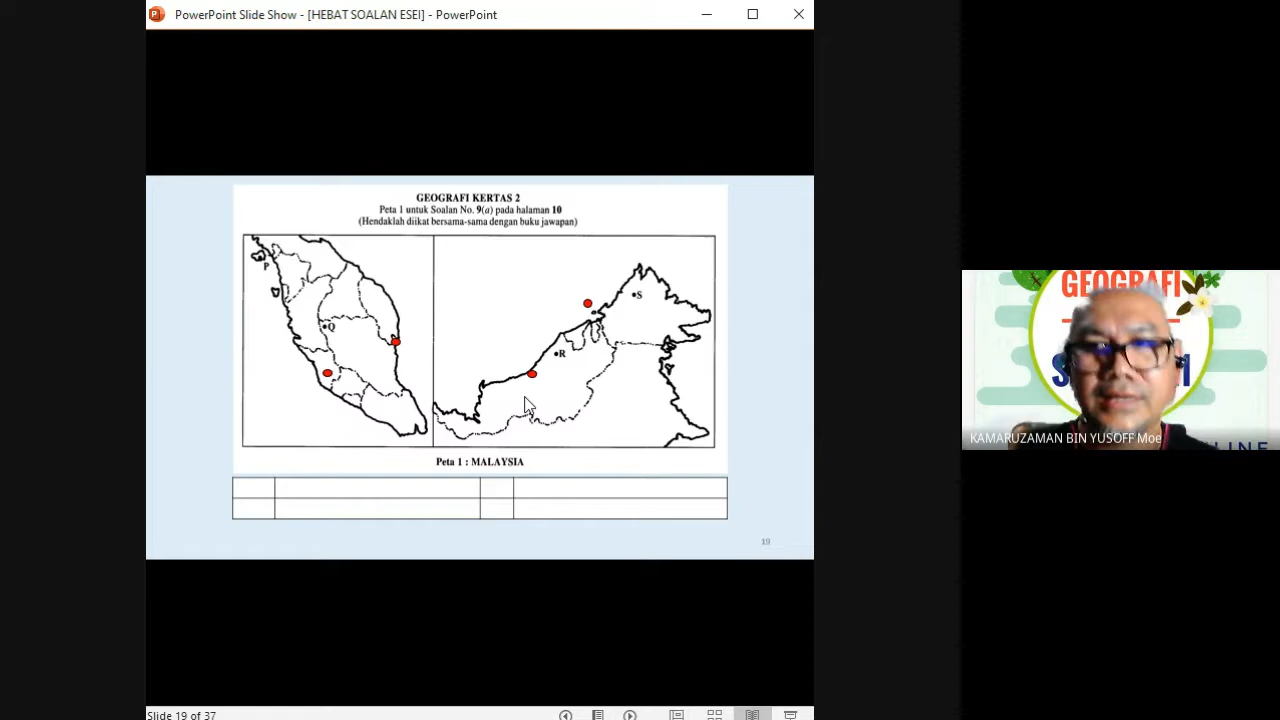 PowerPoint Slide Show - [HEBAT SOALAN ESEI] - PowerPoint
GEOGRAFI KERTAS 2
Peta 1 untuk Soalan No. 9(a) pada halaman 10
(Hendaklah diikat bersama-sama dengan buku jawapan)
P
Q
R
S
Peta 1 : MALAYSIA
19
Slide 19 of 37
GEOGRAFI
KAMARUZAMAN BIN YUSOFF Moe